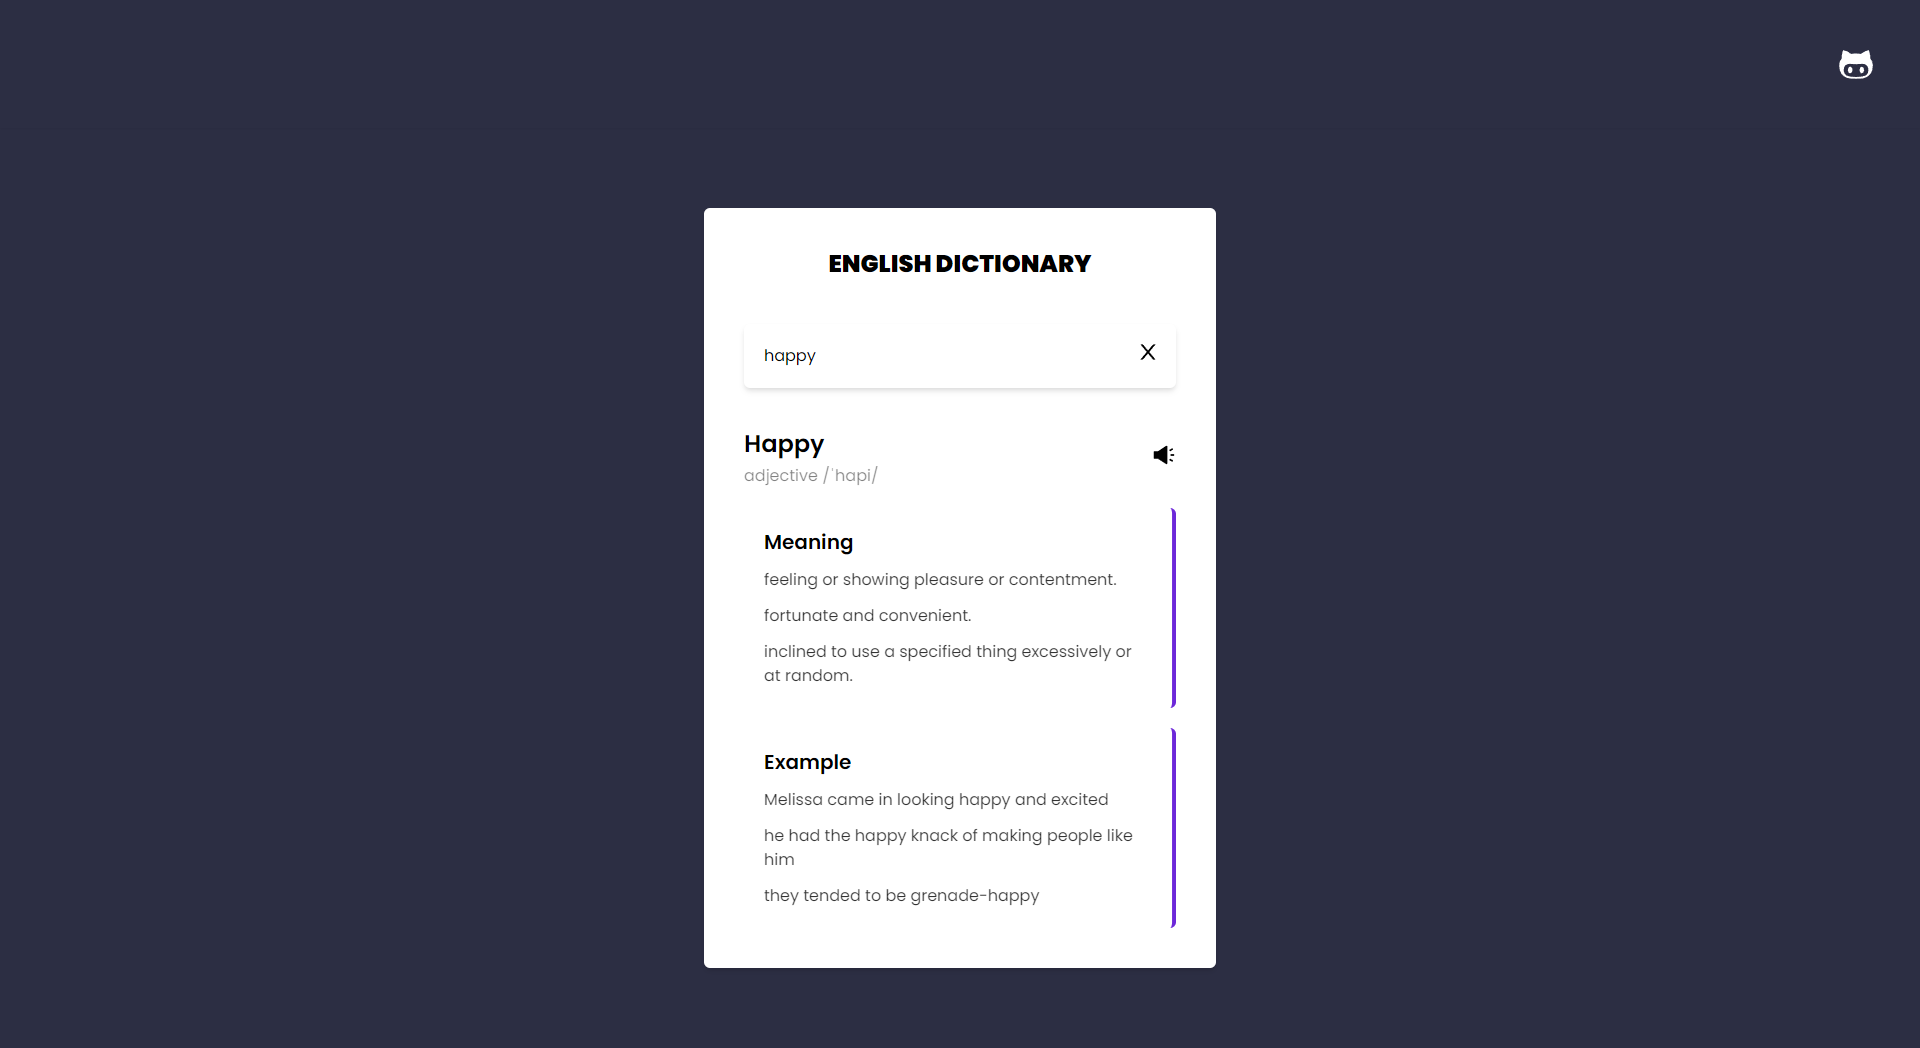 ENGLISH DICTIONARY
happy
Happy
adjective /ˈhapi/
Meaning
feeling or showing pleasure or contentment.
fortunate and convenient.
inclined to use a specified thing excessively or
at random.
Example
Melissa came in looking happy and excited
he had the happy knack of making people like
him
they tended to be grenade-happy